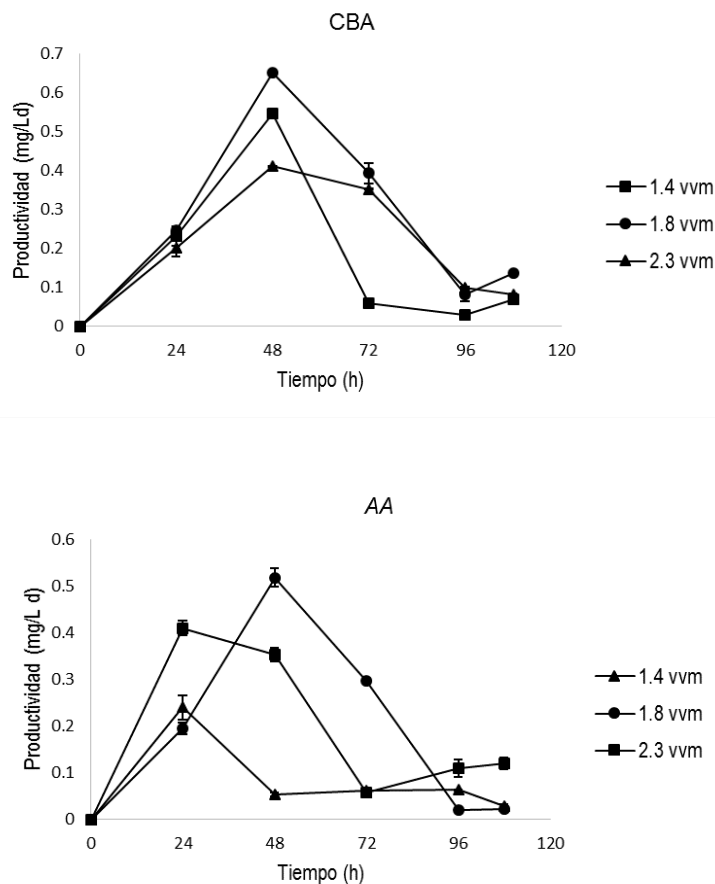 CBA
0.7
0.6
0.5
0.4
0.3
0.2
0.1
0
Productividad (mg/Ld)
0 24 48 72 96 120
Tiempo (h)
1.4 vvm
1.8 vvm
2.3 vvm
AA
0.6
0.5
0.4
0.3
0.2
0.1
0
Productividad (mg/L d)
0 24 48 72 96 120
Tiempo (h)
1.4 vvm
1.8 vvm
2.3 vvm